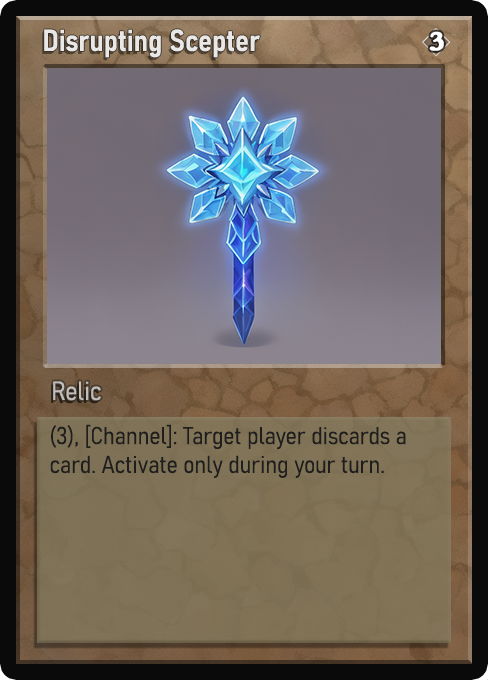 Disrupting Scepter
3
Relic
(3), [Channel]: Target player discards a
card. Activate only during your turn.